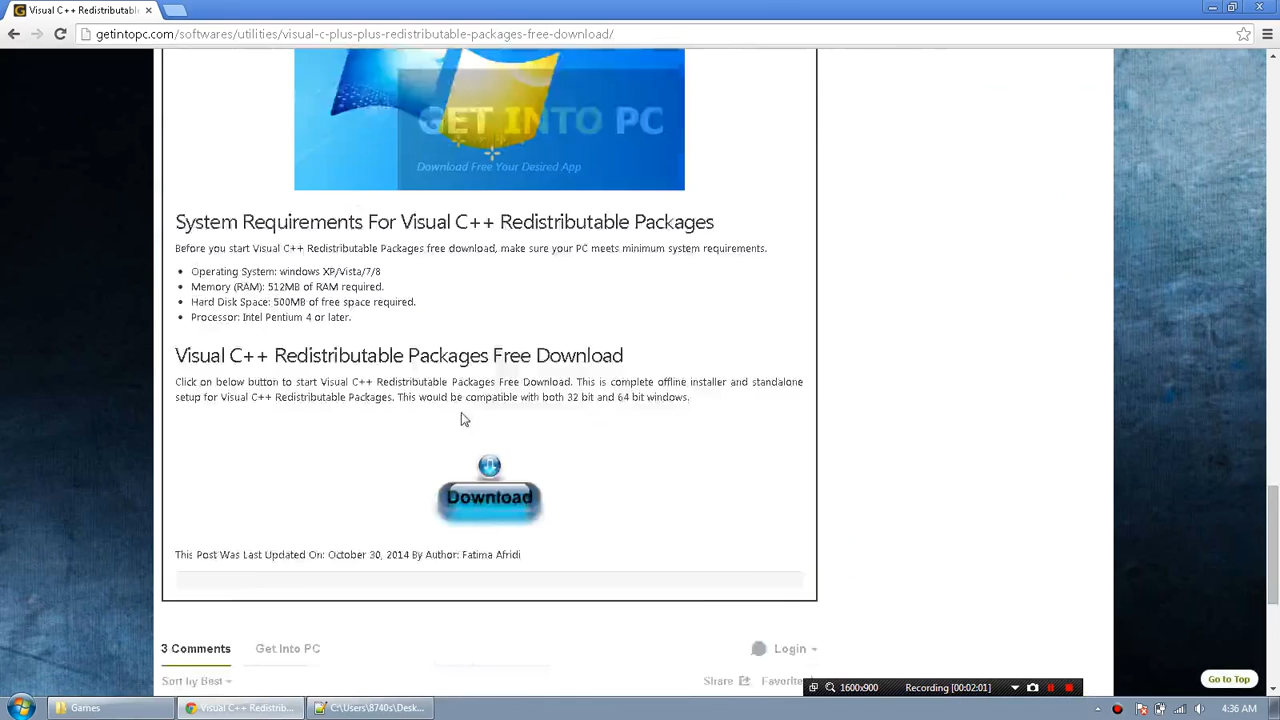 Visual C++ Redistributabl
getintopc.com/softwares/utilities/visual-c-plus-plus-redistributable-packages-free-download/
GET INTO PC
Download Free Your Desired App
System Requirements For Visual C++ Redistributable Packages
Before you start Visual C++ Redistributable Packages free download, make sure your PC meets minimum system requirements.
Operating System: windows XP/Vista/7/8
Memory (RAM): 512MB of RAM required.
Hard Disk Space: 500MB of free space required.
Processor: Intel Pentium 4 or later.
Visual C++ Redistributable Packages Free Download
Click on below button to start Visual C++ Redistributable Packages Free Download. This is complete offline installer and standalone
setup for Visual C++ Redistributable Packages. This would be compatible with both 32 bit and 64 bit windows.
Download
This Post Was Last Updated On: October 30, 2014 By Author: Fatima Afridi
3 Comments Get Into PC Login
Sort by Best Share Favorite
Go to Top
1600x900 Recording [00:02:01]
Games Visual C++ Redistrib... C:\Users\8740s\Desk... 4:36 AM